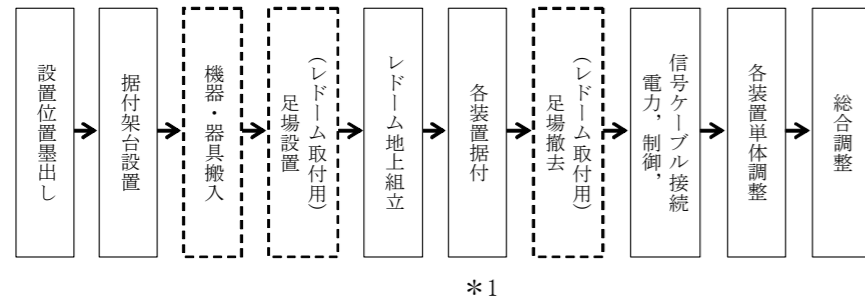 設置位置墨出し
据付架台設置
機器・器具搬入
(レドーム取付用)
足場設置
レドーム地上組立
各装置据付
(レドーム取付用)
足場撤去
信号ケーブル接続
電力，制御，
各装置単体調整
総合調整
＊1